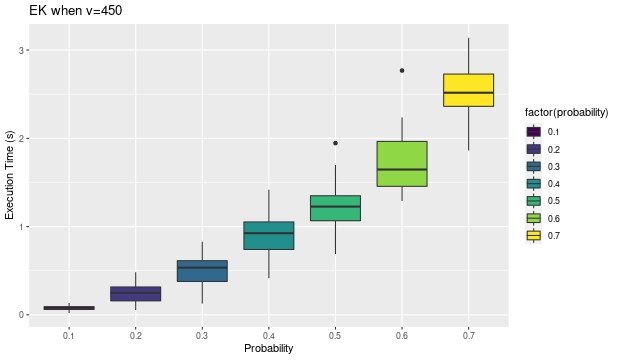 EK when v=450
Execution Time (s)
3
2
1
0
0.1 0.2 0.3 0.4 0.5 0.6 0.7
Probability
factor(probability)
0.1
0.2
0.3
0.4
0.5
0.6
0.7